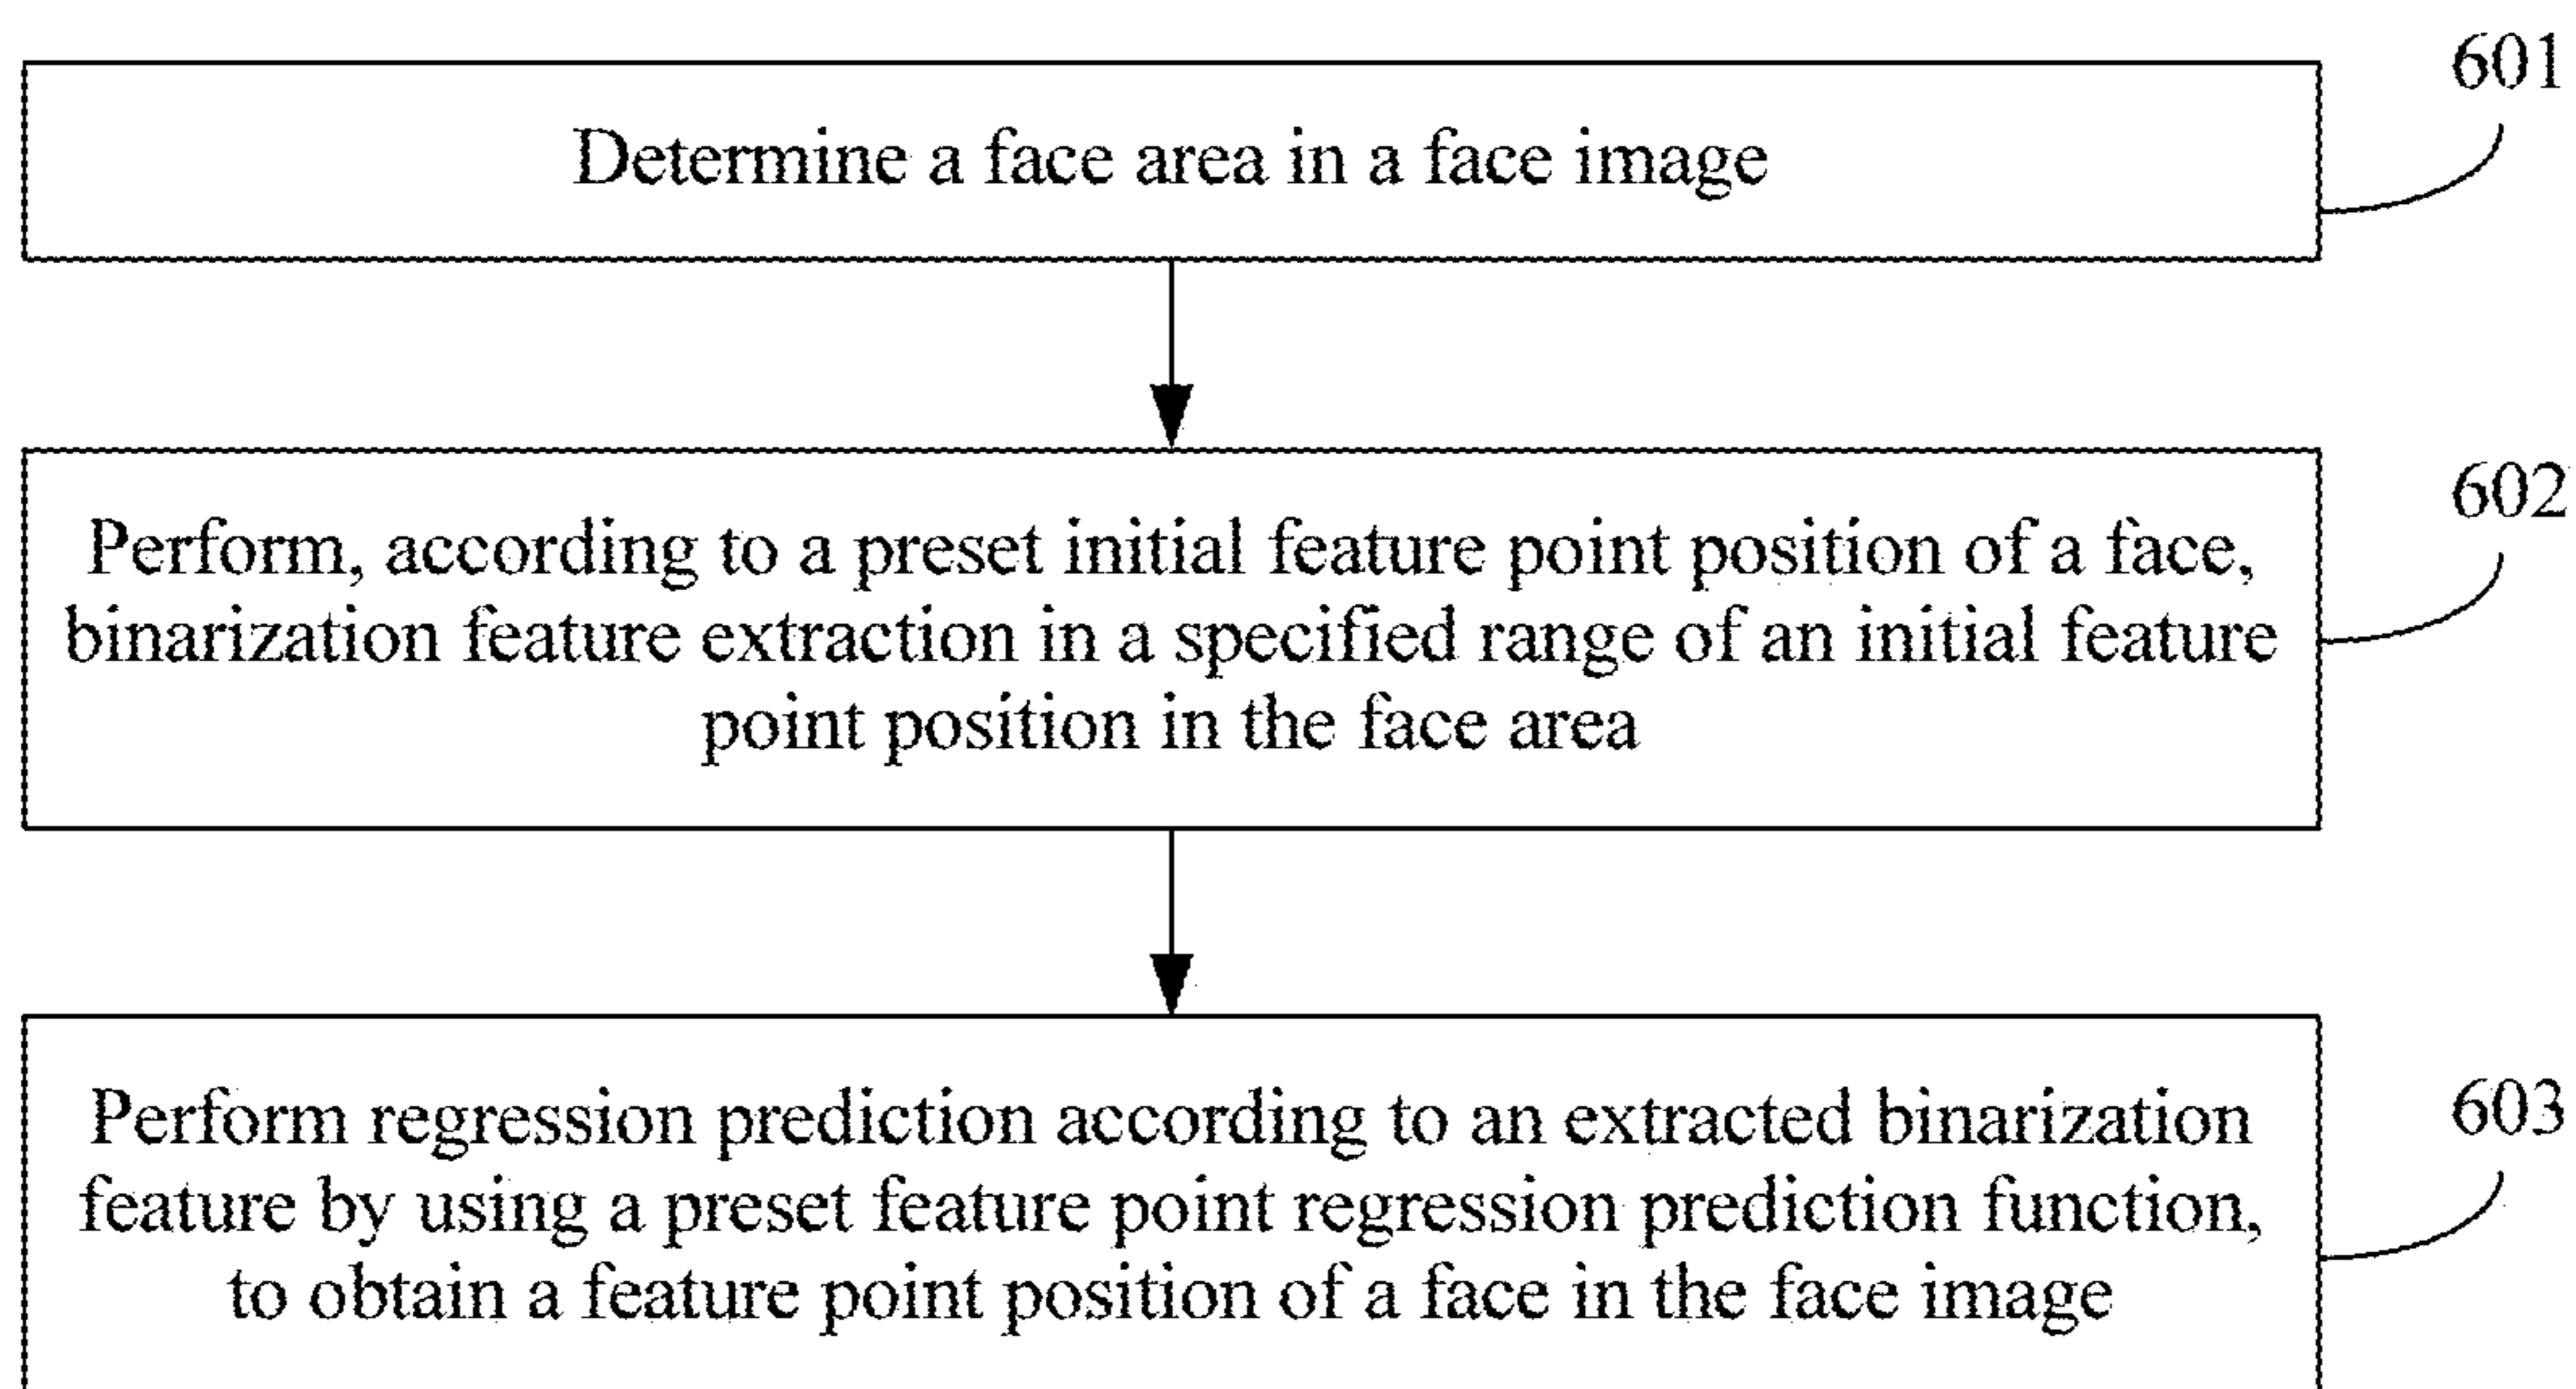 601
Determine a face area in a face image
602
Perform, according to a preset initial feature point position of a face,
binarization feature extraction in a specified range of an initial feature
point position in the face area
603
Perform regression prediction according to an extracted binarization
feature by using a preset feature point regression prediction function,
to obtain a feature point position of a face in the face image